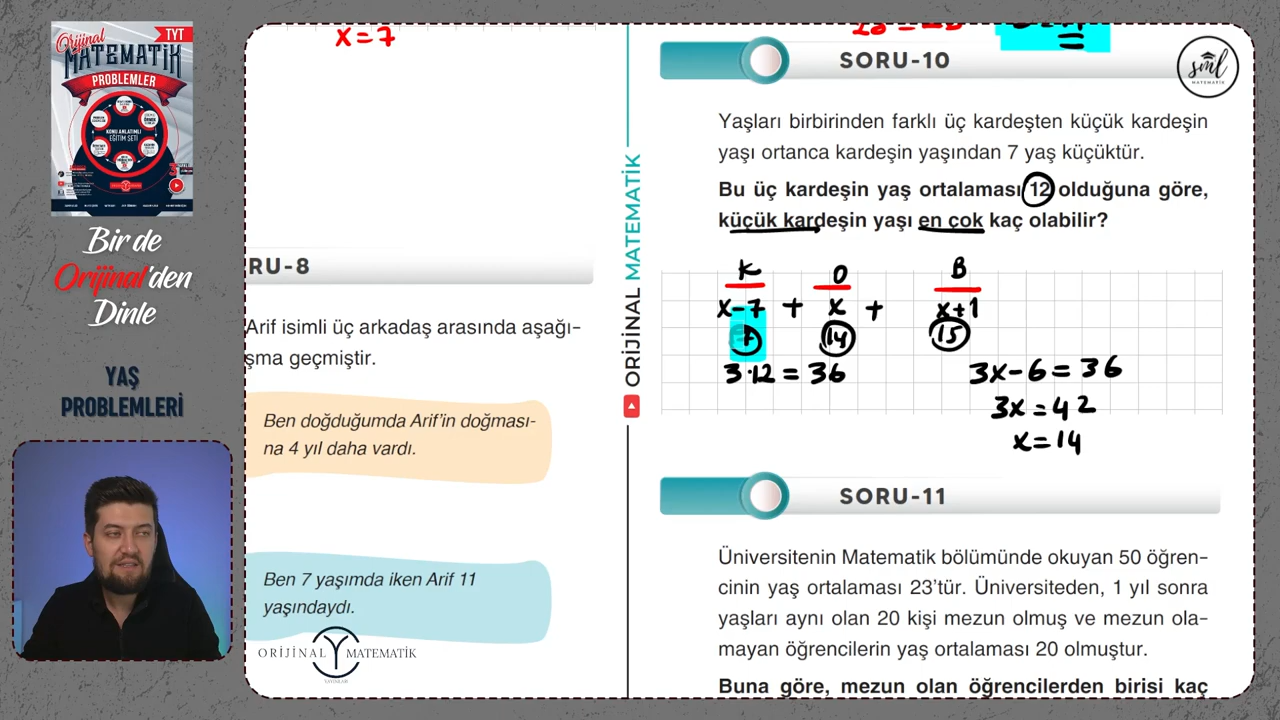 TYT
Orijinal
MATEMATİK
PROBLEMLER
KONU ANLATIMLI
EĞİTİM SETİ
Bir de
Orijinal'den
Dinle
YAŞ
PROBLEMLERİ
x=7
RU-8
Arif isimli üç arkadaş arasında aşağı-
şma geçmiştir.
Ben doğduğumda Arif'in doğması-
na 4 yıl daha vardı.
Ben 7 yaşımda iken Arif 11
yaşındaydı.
ORİJİNAL MATEMATİK
YAYINLARI
ORİJİNAL MATEMATİK
SORU-10
sml
MATEMATİK
Yaşları birbirinden farklı üç kardeşten küçük kardeşin
yaşı ortanca kardeşin yaşından 7 yaş küçüktür.
Bu üç kardeşin yaş ortalaması 12 olduğuna göre,
küçük kardeşin yaşı en çok kaç olabilir?
K O B
x-7 + x + x+1
7 14 15
3·12 = 36
3x-6=36
3x=42
x=14
SORU-11
Üniversitenin Matematik bölümünde okuyan 50 öğren-
cinin yaş ortalaması 23'tür. Üniversiteden, 1 yıl sonra
yaşları aynı olan 20 kişi mezun olmuş ve mezun ola-
mayan öğrencilerin yaş ortalaması 20 olmuştur.
Buna göre, mezun olan öğrencilerden birisi kaç